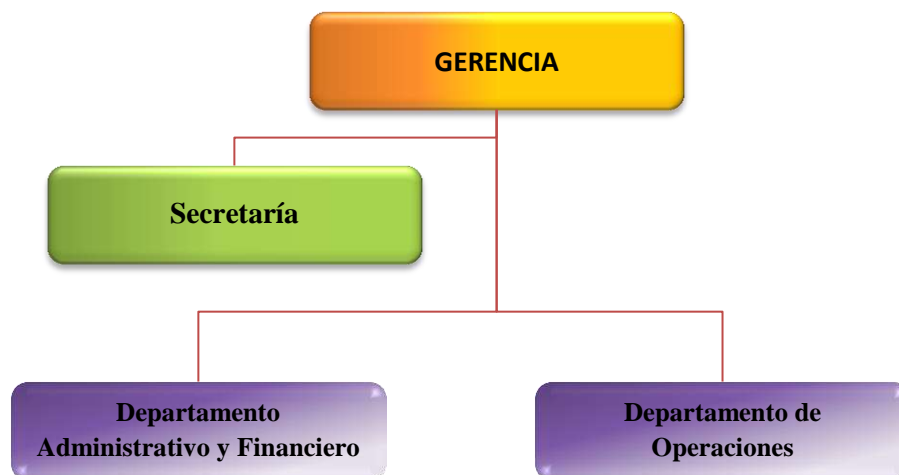 GERENCIA
Secretaría
Departamento
Administrativo y Financiero
Departamento de
Operaciones